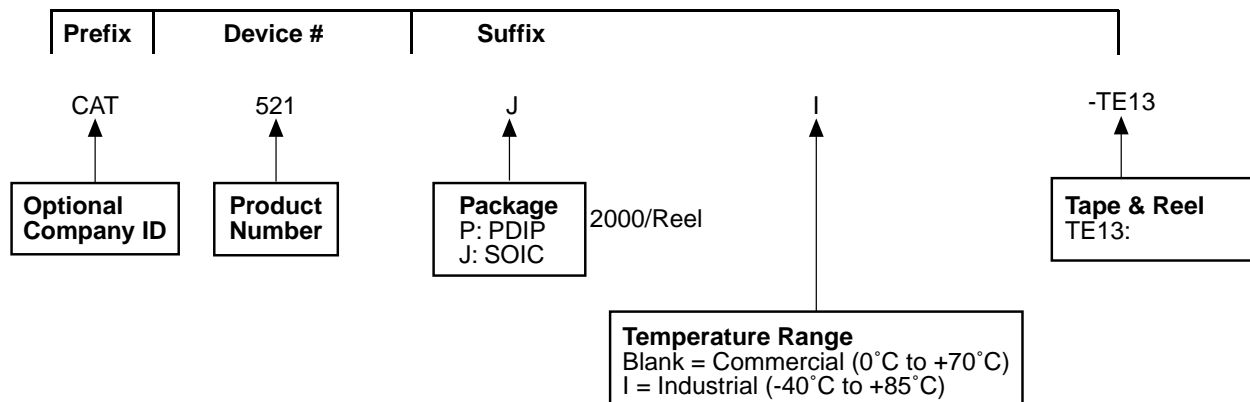 Prefix Device # Suffix
CAT 521 J I -TE13
Optional
Company ID
Product
Number
Package
P: PDIP
J: SOIC
2000/Reel
Tape & Reel
TE13:
Temperature Range
Blank = Commercial (0˚C to +70˚C)
I = Industrial (-40˚C to +85˚C)